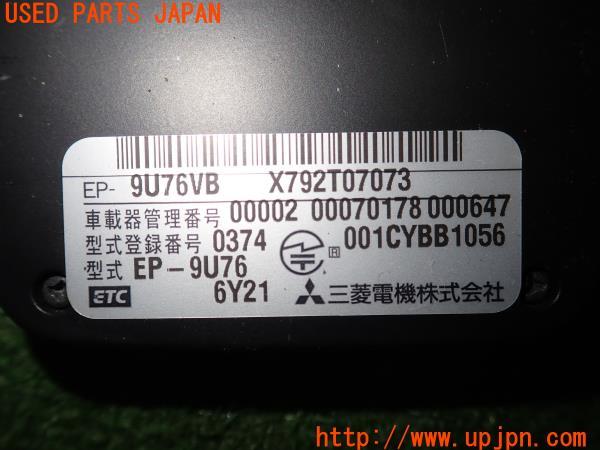 USED PARTS JAPAN
EP- 9U76VB X792T07073
車載器管理番号 00002 00070178 000647
型式登録番号 0374 R 001CYBB1056
型式 EP-9U76
ETC 6Y21 三菱電機株式会社
http://www.upjpn.com/